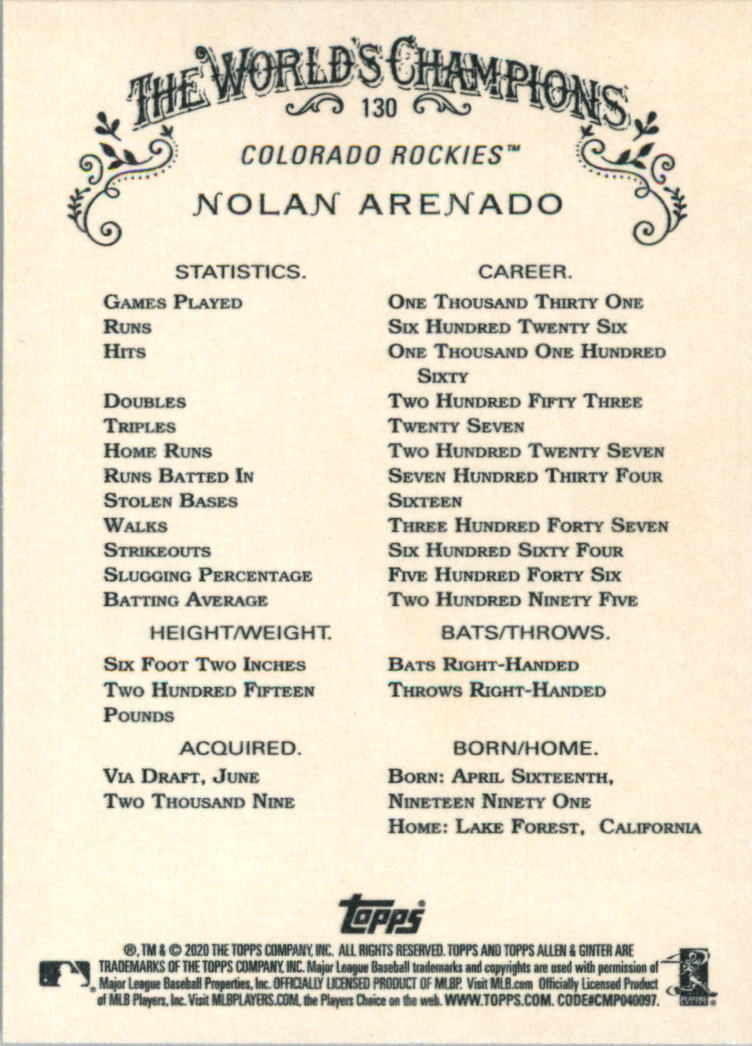 THE WORLD'S CHAMPIONS
130
COLORADO ROCKIES™
NOLAN ARENADO
STATISTICS. CAREER.
GAMES PLAYED ONE THOUSAND THIRTY ONE
RUNS SIX HUNDRED TWENTY SIX
HITS ONE THOUSAND ONE HUNDRED
SIXTY
DOUBLES TWO HUNDRED FIFTY THREE
TRIPLES TWENTY SEVEN
HOME RUNS TWO HUNDRED TWENTY SEVEN
RUNS BATTED IN SEVEN HUNDRED THIRTY FOUR
STOLEN BASES SIXTEEN
WALKS THREE HUNDRED FORTY SEVEN
STRIKEOUTS SIX HUNDRED SIXTY FOUR
SLUGGING PERCENTAGE FIVE HUNDRED FORTY SIX
BATTING AVERAGE TWO HUNDRED NINETY FIVE
HEIGHT/WEIGHT. BATS/THROWS.
SIX FOOT TWO INCHES BATS RIGHT-HANDED
TWO HUNDRED FIFTEEN THROWS RIGHT-HANDED
POUNDS
ACQUIRED. BORN/HOME.
VIA DRAFT, JUNE BORN: APRIL SIXTEENTH,
TWO THOUSAND NINE NINETEEN NINETY ONE
HOME: LAKE FOREST, CALIFORNIA
Topps®
®, TM & © 2020 THE TOPPS COMPANY, INC. ALL RIGHTS RESERVED. TOPPS AND TOPPS ALLEN & GINTER ARE
TRADEMARKS OF THE TOPPS COMPANY, INC. Major League Baseball trademarks and copyrights are used with permission of
Major League Baseball Properties, Inc. OFFICIALLY LICENSED PRODUCT OF MLBP. Visit MLB.com Officially Licensed Product
of MLB Players, Inc. Visit MLBPLAYERS.COM, the Players Choice on the web. WWW.TOPPS.COM. CODE#CMP040097.